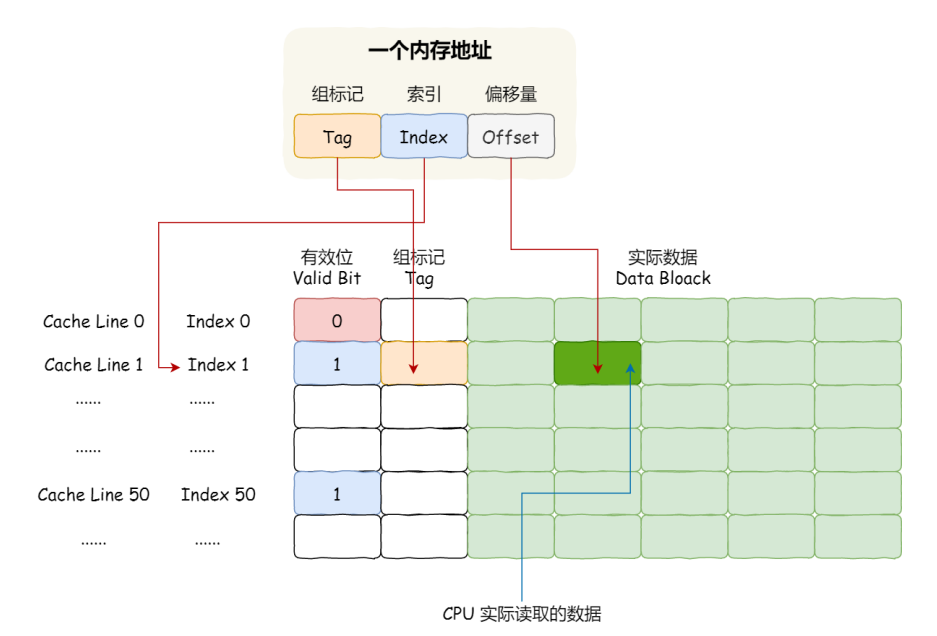 一个内存地址
组标记 索引 偏移量
Tag Index Offset
有效位 组标记 实际数据
Valid Bit Tag Data Bloack
Cache Line 0 Index 0 0
Cache Line 1 Index 1 1
...... ......
...... ......
Cache Line 50 Index 50 1
...... ......
CPU 实际读取的数据